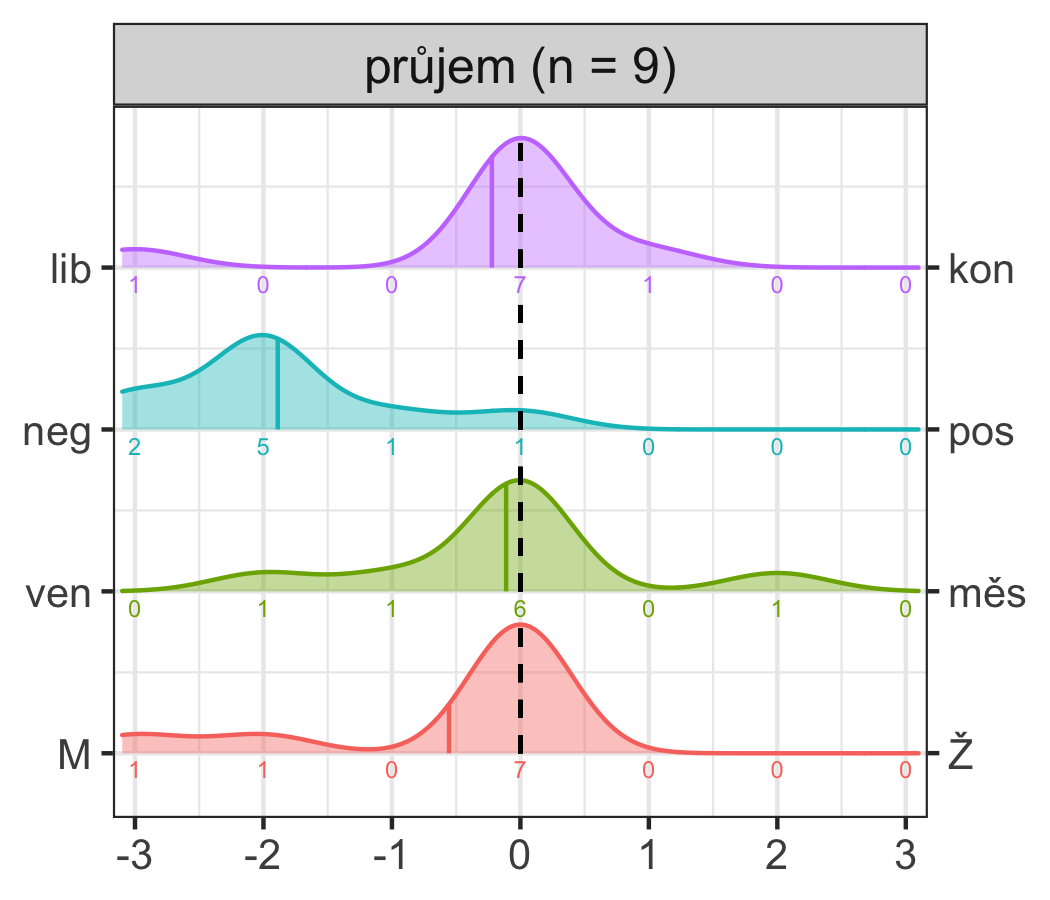 průjem (n = 9)
lib kon
1 0 0 7 1 0 0
neg pos
2 5 1 1 0 0 0
ven měs
0 1 1 6 0 1 0
M Ž
1 1 0 7 0 0 0
-3 -2 -1 0 1 2 3